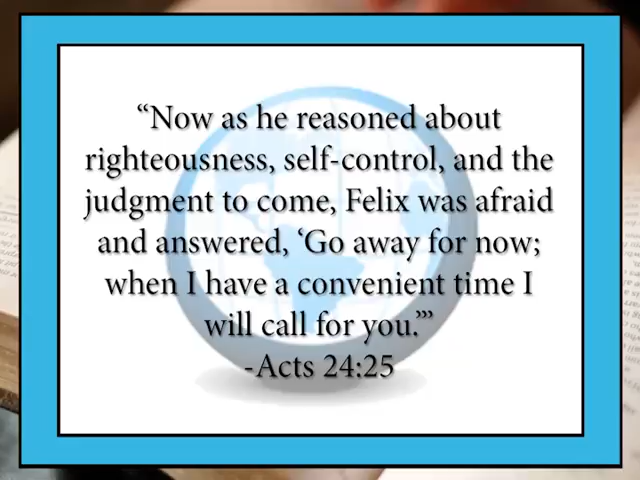 “Now as he reasoned about
righteousness, self-control, and the
judgment to come, Felix was afraid
and answered, ‘Go away for now;
when I have a convenient time I
will call for you.’”
-Acts 24:25